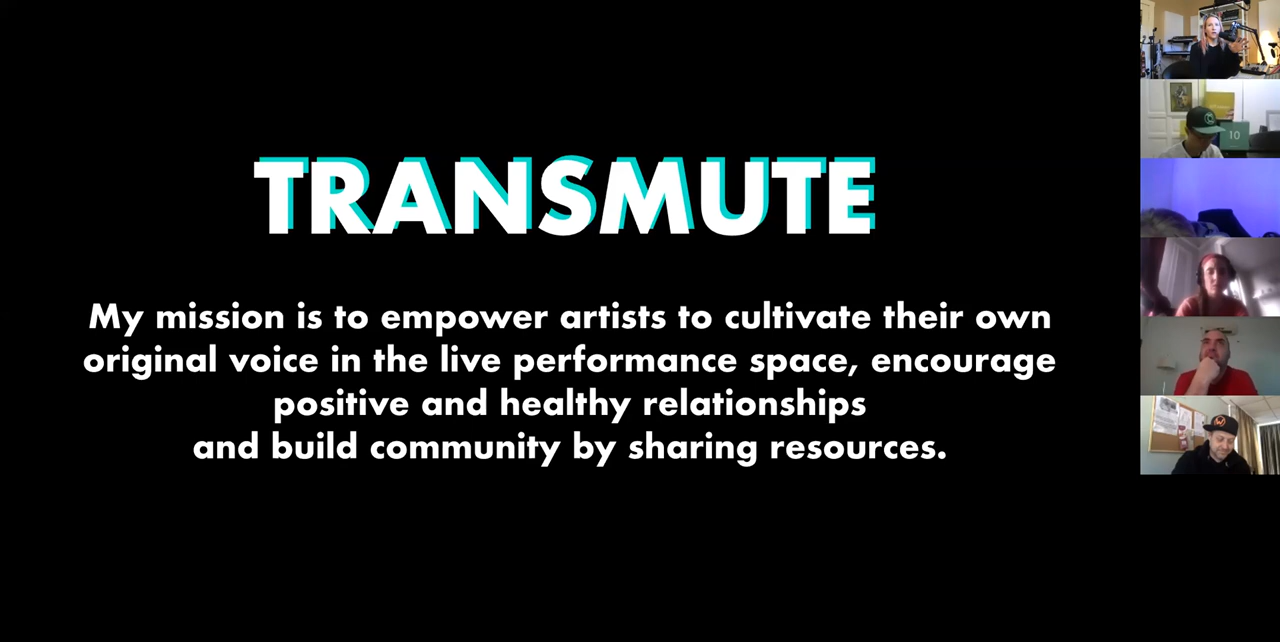 TRANSMUTE
My mission is to empower artists to cultivate their own
original voice in the live performance space, encourage
positive and healthy relationships
and build community by sharing resources.
10